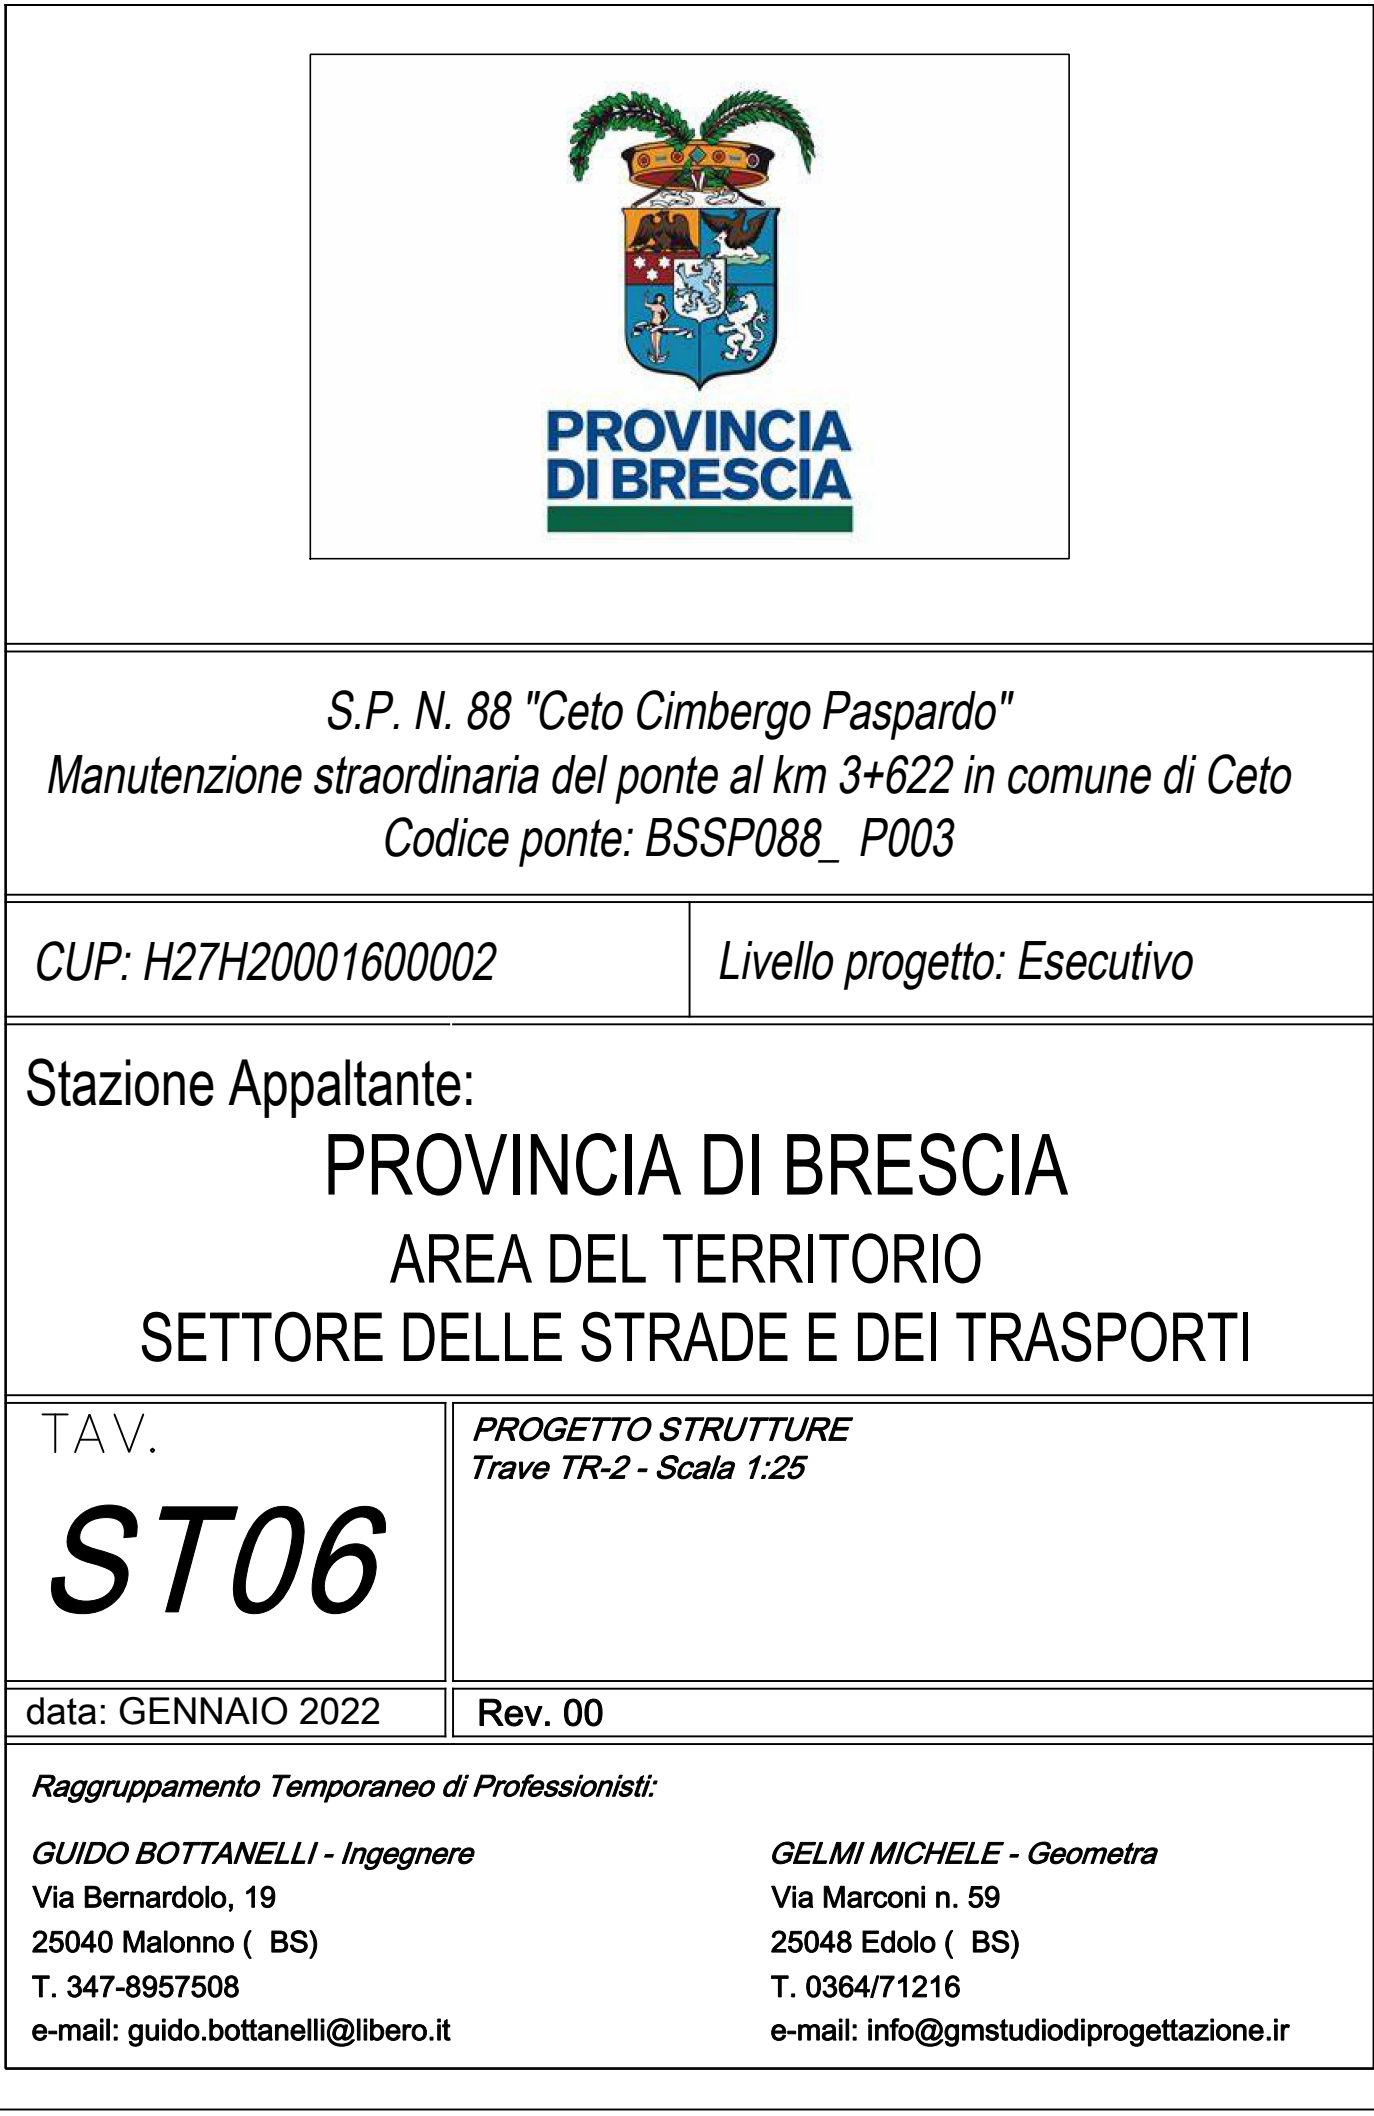 PROVINCIA
DI BRESCIA
S.P. N. 88 "Ceto Cimbergo Paspardo"
Manutenzione straordinaria del ponte al km 3+622 in comune di Ceto
Codice ponte: BSSP088_ P003
CUP: H27H20001600002
Livello progetto: Esecutivo
Stazione Appaltante:
PROVINCIA DI BRESCIA
AREA DEL TERRITORIO
SETTORE DELLE STRADE E DEI TRASPORTI
TAV.
ST06
PROGETTO STRUTTURE
Trave TR-2 - Scala 1:25
data: GENNAIO 2022
Rev. 00
Raggruppamento Temporaneo di Professionisti:
GUIDO BOTTANELLI - Ingegnere
Via Bernardolo, 19
25040 Malonno ( BS)
T. 347-8957508
e-mail: guido.bottanelli@libero.it
GELMI MICHELE - Geometra
Via Marconi n. 59
25048 Edolo ( BS)
T. 0364/71216
e-mail: info@gmstudiodiprogettazione.ir